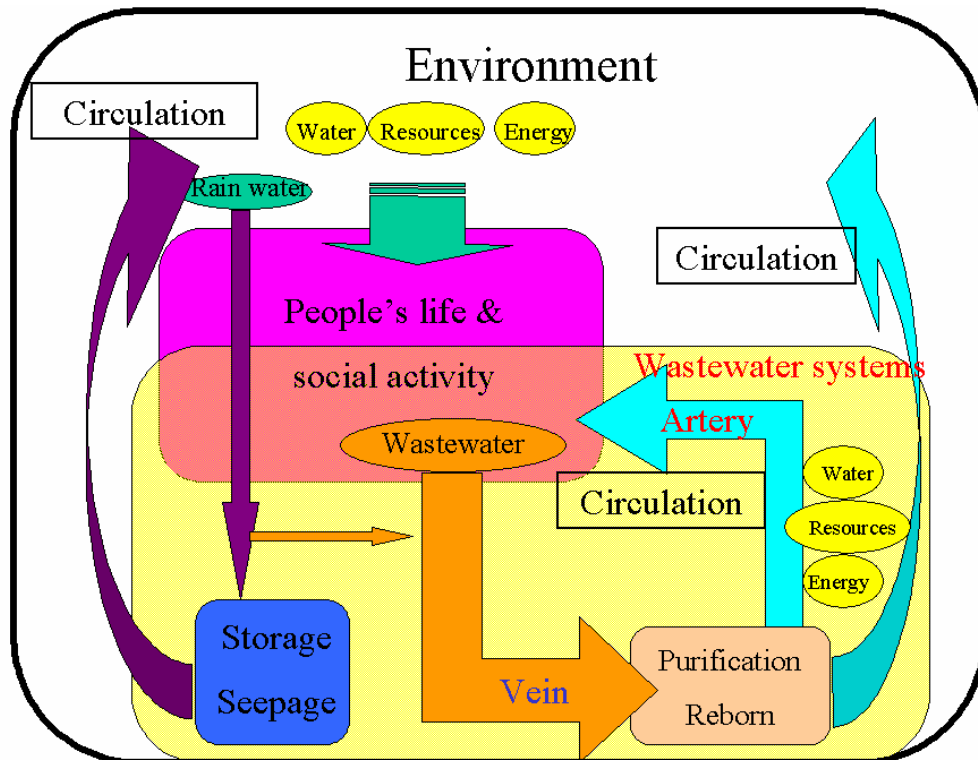 Environment
Circulation
Water Resources Energy
Rain water
Circulation
People’s life &
social activity
Wastewater systems
Artery
Wastewater
Water
Circulation
Resources
Energy
Storage
Seepage
Vein
Purification
Reborn